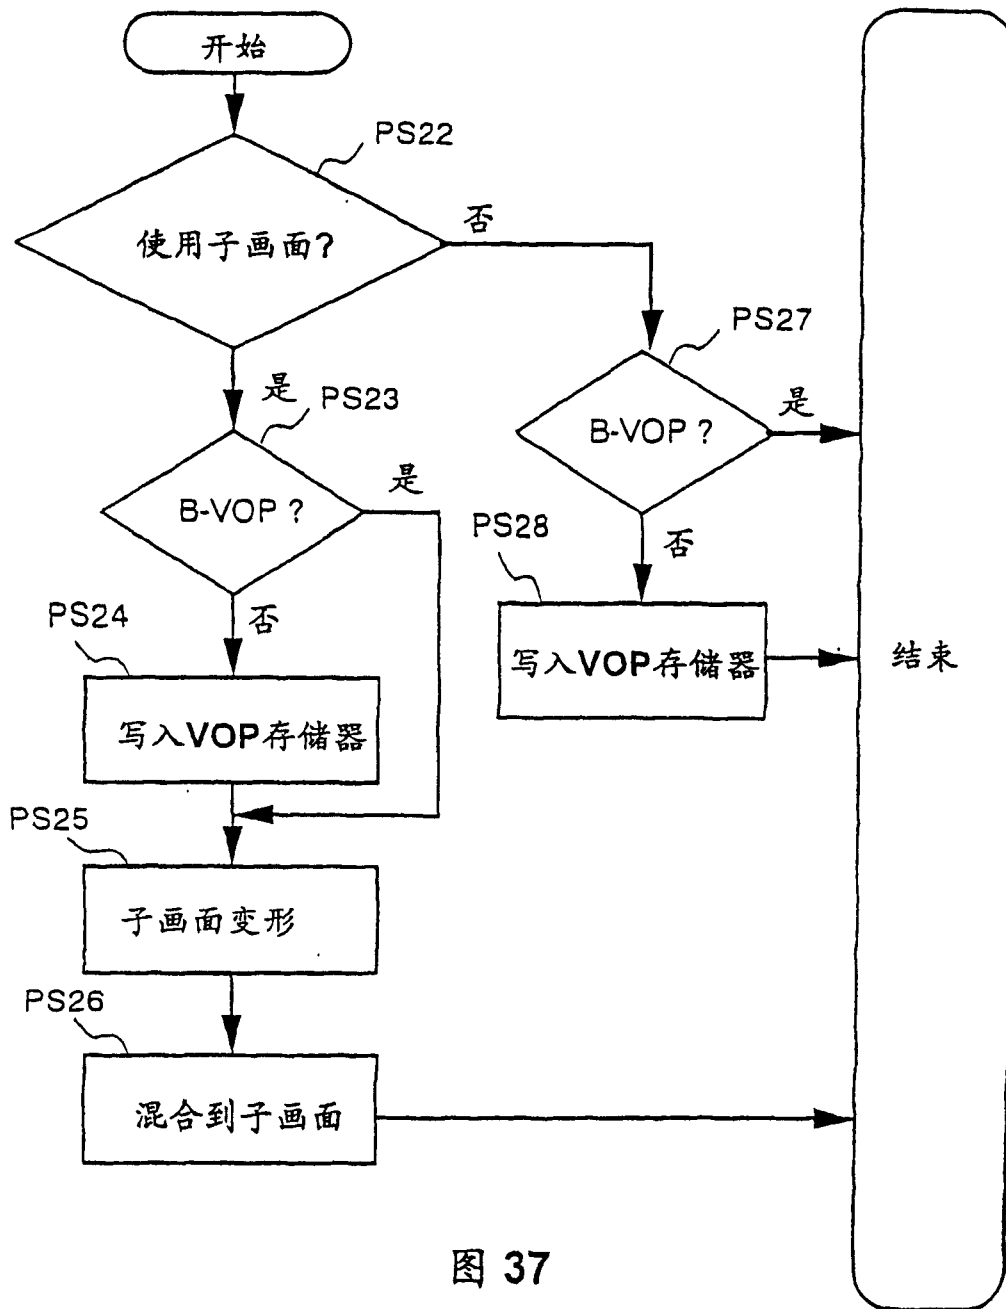 开始
PS22
使用子画面?
否
是
PS27
B-VOP ?
是
PS23
B-VOP ?
是
PS28
否
写入VOP存储器
结束
PS24
否
写入VOP存储器
PS25
子画面变形
PS26
混合到子画面
图 37